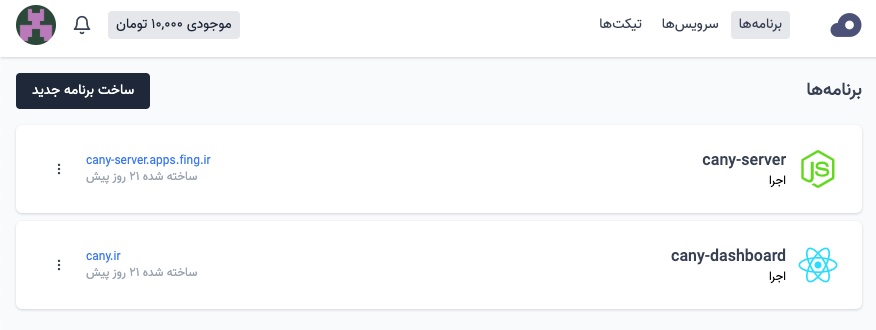 برنامه‌ها
سرویس‌ها
تیکت‌ها
موجودی ۱۰,۰۰۰ تومان
برنامه‌ها
ساخت برنامه جدید
JS
cany-server
اجرا
cany-server.apps.fing.ir
ساخته شده ۲۱ روز پیش
cany-dashboard
اجرا
cany.ir
ساخته شده ۲۱ روز پیش